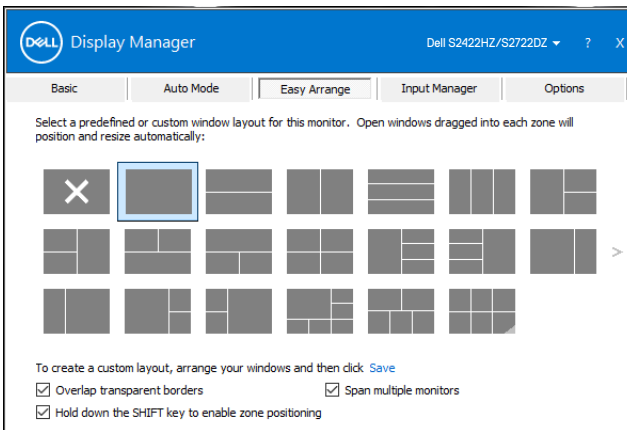 DELL Display Manager Dell S2422HZ/S2722DZ ? X
Basic Auto Mode Easy Arrange Input Manager Options
Select a predefined or custom window layout for this monitor. Open windows dragged into each zone will
position and resize automatically:
>
To create a custom layout, arrange your windows and then click Save
Overlap transparent borders Span multiple monitors
Hold down the SHIFT key to enable zone positioning